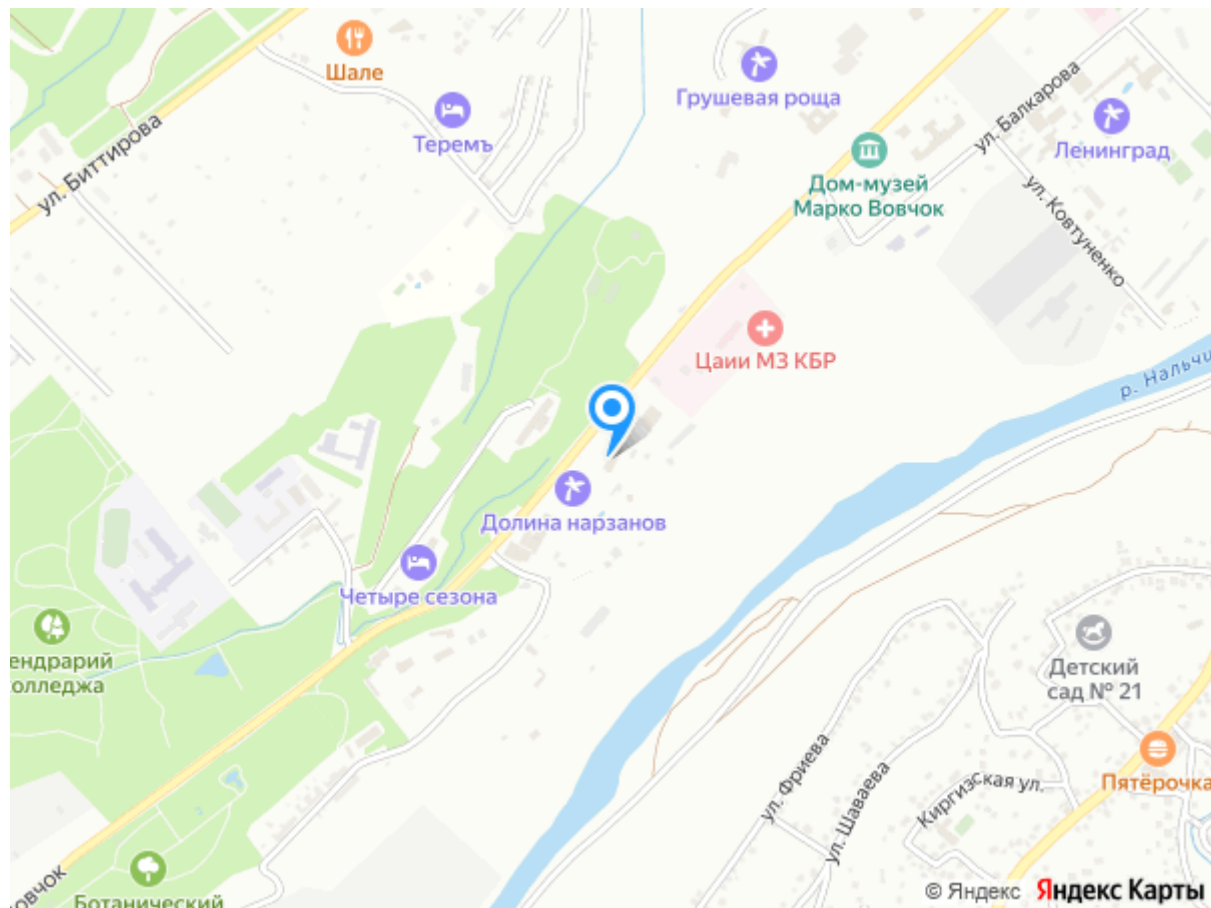 Шале
Теремъ
Грушевая роща
ул. Биттирова
Дом-музей
Марко Вовчок
ул. Балкарова
Ленинград
ул. Ковтуненко
Цаии МЗ КБР
р. Нальчи
Долина нарзанов
Четыре сезона
ендрарий
олледжа
Детский
сад № 21
Пятёрочка
ул. Фриева
ул. Шаваева
Киргизская ул.
овчок
Ботанический
© Яндекс Яндекс Карты